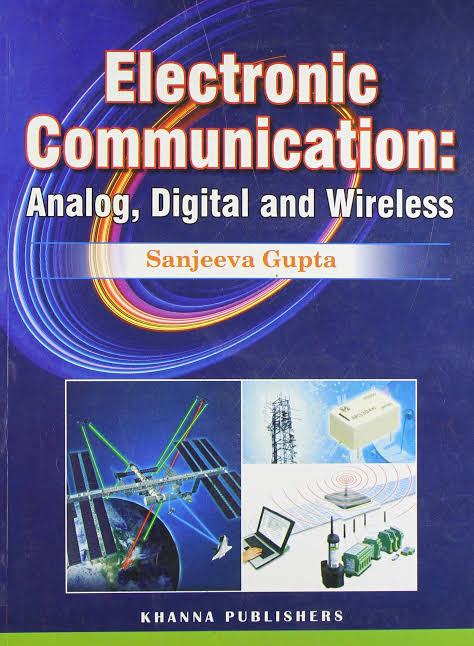 Electronic
Communication:
Analog, Digital and Wireless
Sanjeeva Gupta
KHANNA PUBLISHERS